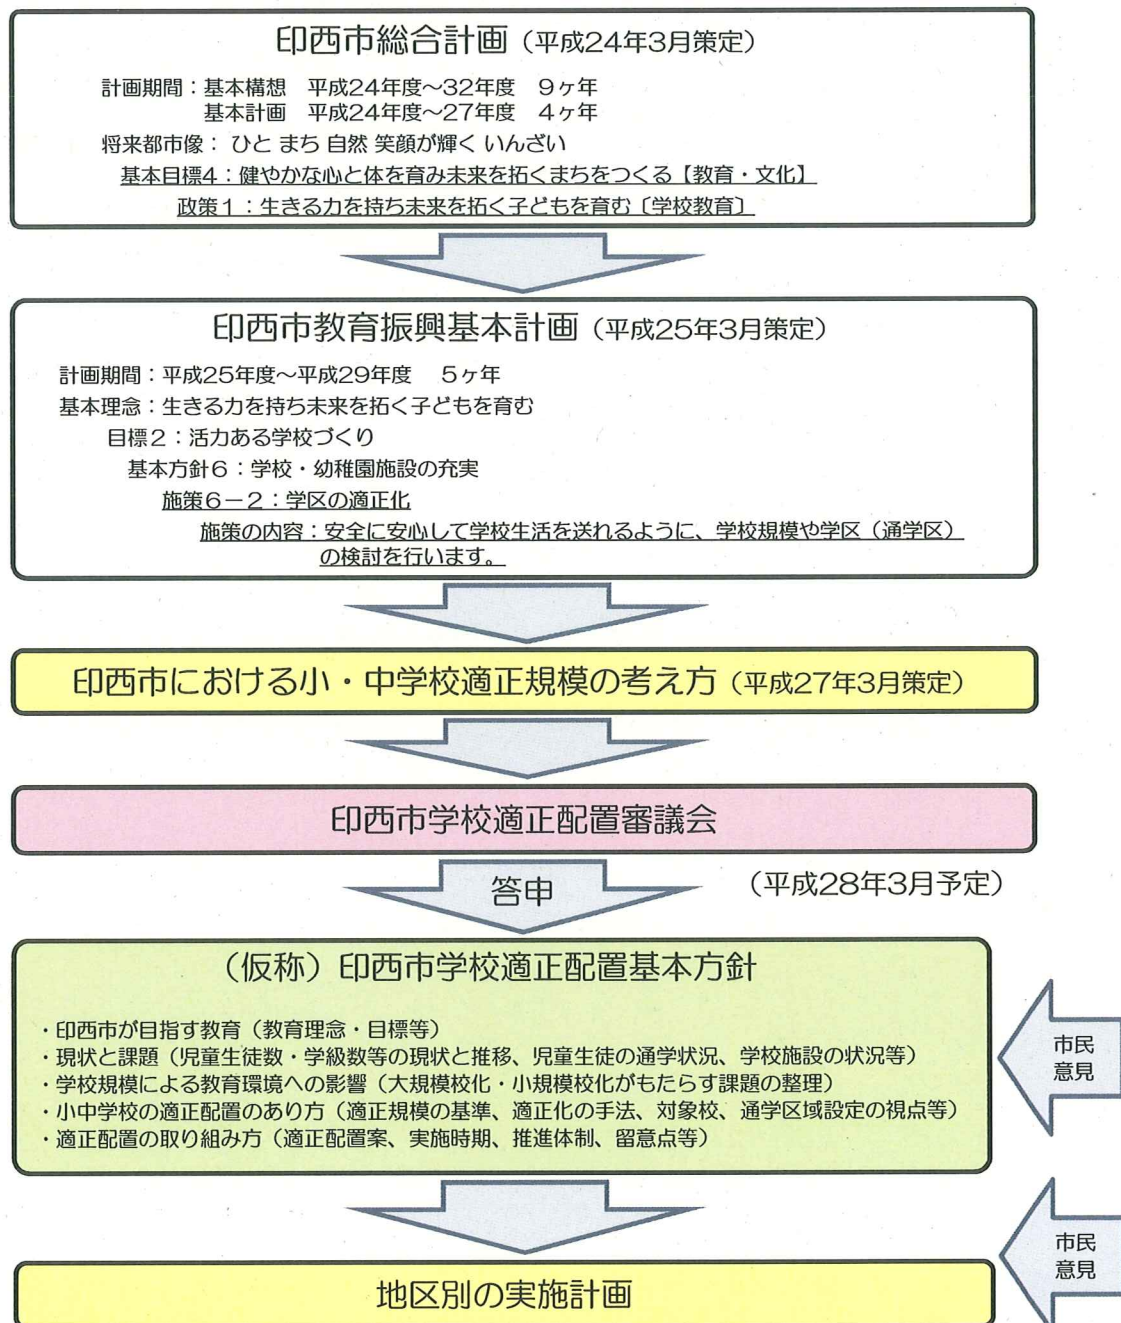 印西市総合計画（平成24年3月策定）
計画期間：基本構想　平成24年度～32年度　9ヶ年
基本計画　平成24年度～27年度　4ヶ年
将来都市像： ひと まち 自然 笑顔が輝く いんざい
基本目標4：健やかな心と体を育み未来を拓くまちをつくる【教育・文化】
政策1：生きる力を持ち未来を拓く子どもを育む〔学校教育〕
印西市教育振興基本計画（平成25年3月策定）
計画期間：平成25年度～平成29年度　5ヶ年
基本理念：生きる力を持ち未来を拓く子どもを育む
目標2：活力ある学校づくり
基本方針6：学校・幼稚園施設の充実
施策6－2：学区の適正化
施策の内容：安全に安心して学校生活を送れるように、学校規模や学区（通学区）
の検討を行います。
印西市における小・中学校適正規模の考え方（平成27年3月策定）
印西市学校適正配置審議会
答申
（平成28年3月予定）
（仮称）印西市学校適正配置基本方針
・印西市が目指す教育（教育理念・目標等）
・現状と課題（児童生徒数・学級数等の現状と推移、児童生徒の通学状況、学校施設の状況等）
・学校規模による教育環境への影響（大規模校化・小規模校化がもたらす課題の整理）
・小中学校の適正配置のあり方（適正規模の基準、適正化の手法、対象校、通学区域設定の視点等）
・適正配置の取り組み方（適正配置案、実施時期、推進体制、留意点等）
市民
意見
市民
意見
地区別の実施計画